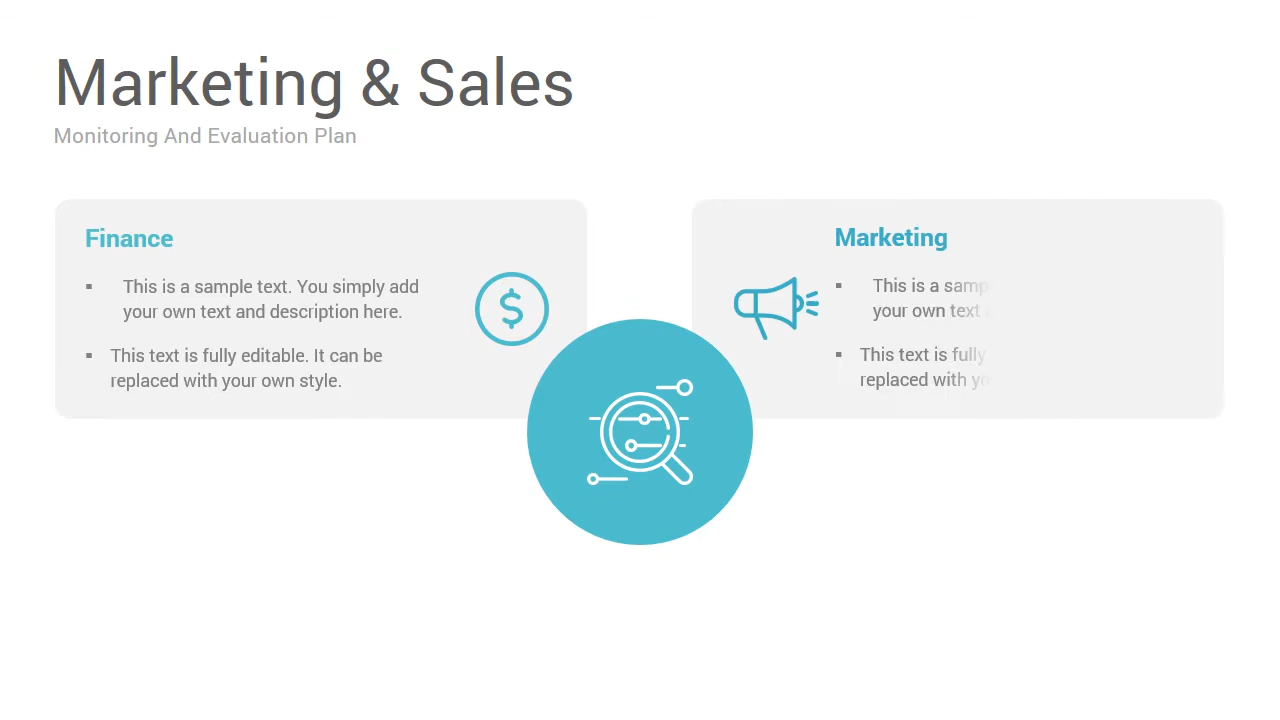 Marketing & Sales
Monitoring And Evaluation Plan
Finance
▪ This is a sample text. You simply add
your own text and description here.
▪ This text is fully editable. It can be
replaced with your own style.
Marketing
▪ This is a samp
your own text
▪ This text is fully
replaced with